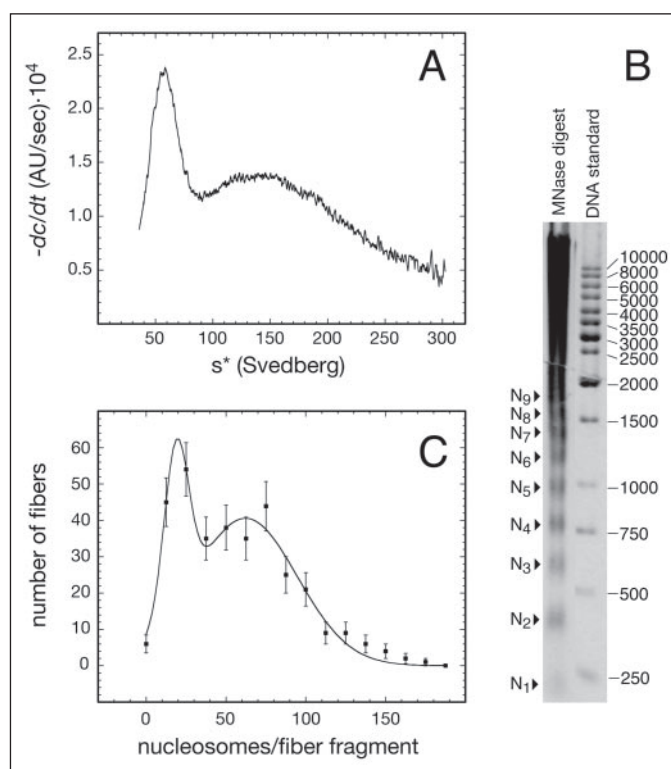 A
-dc/dt (AU/sec)·10⁴
2.5
2.0
1.5
1.0
0.5
50 100 150 200 250 300
s* (Svedberg)
B
MNase digest
DNA standard
10000
8000
6000
5000
4000
3500
3000
2500
2000
1500
1000
750
500
250
N₉
N₈
N₇
N₆
N₅
N₄
N₃
N₂
N₁
C
number of fibers
60
50
40
30
20
10
0
0 50 100 150
nucleosomes/fiber fragment